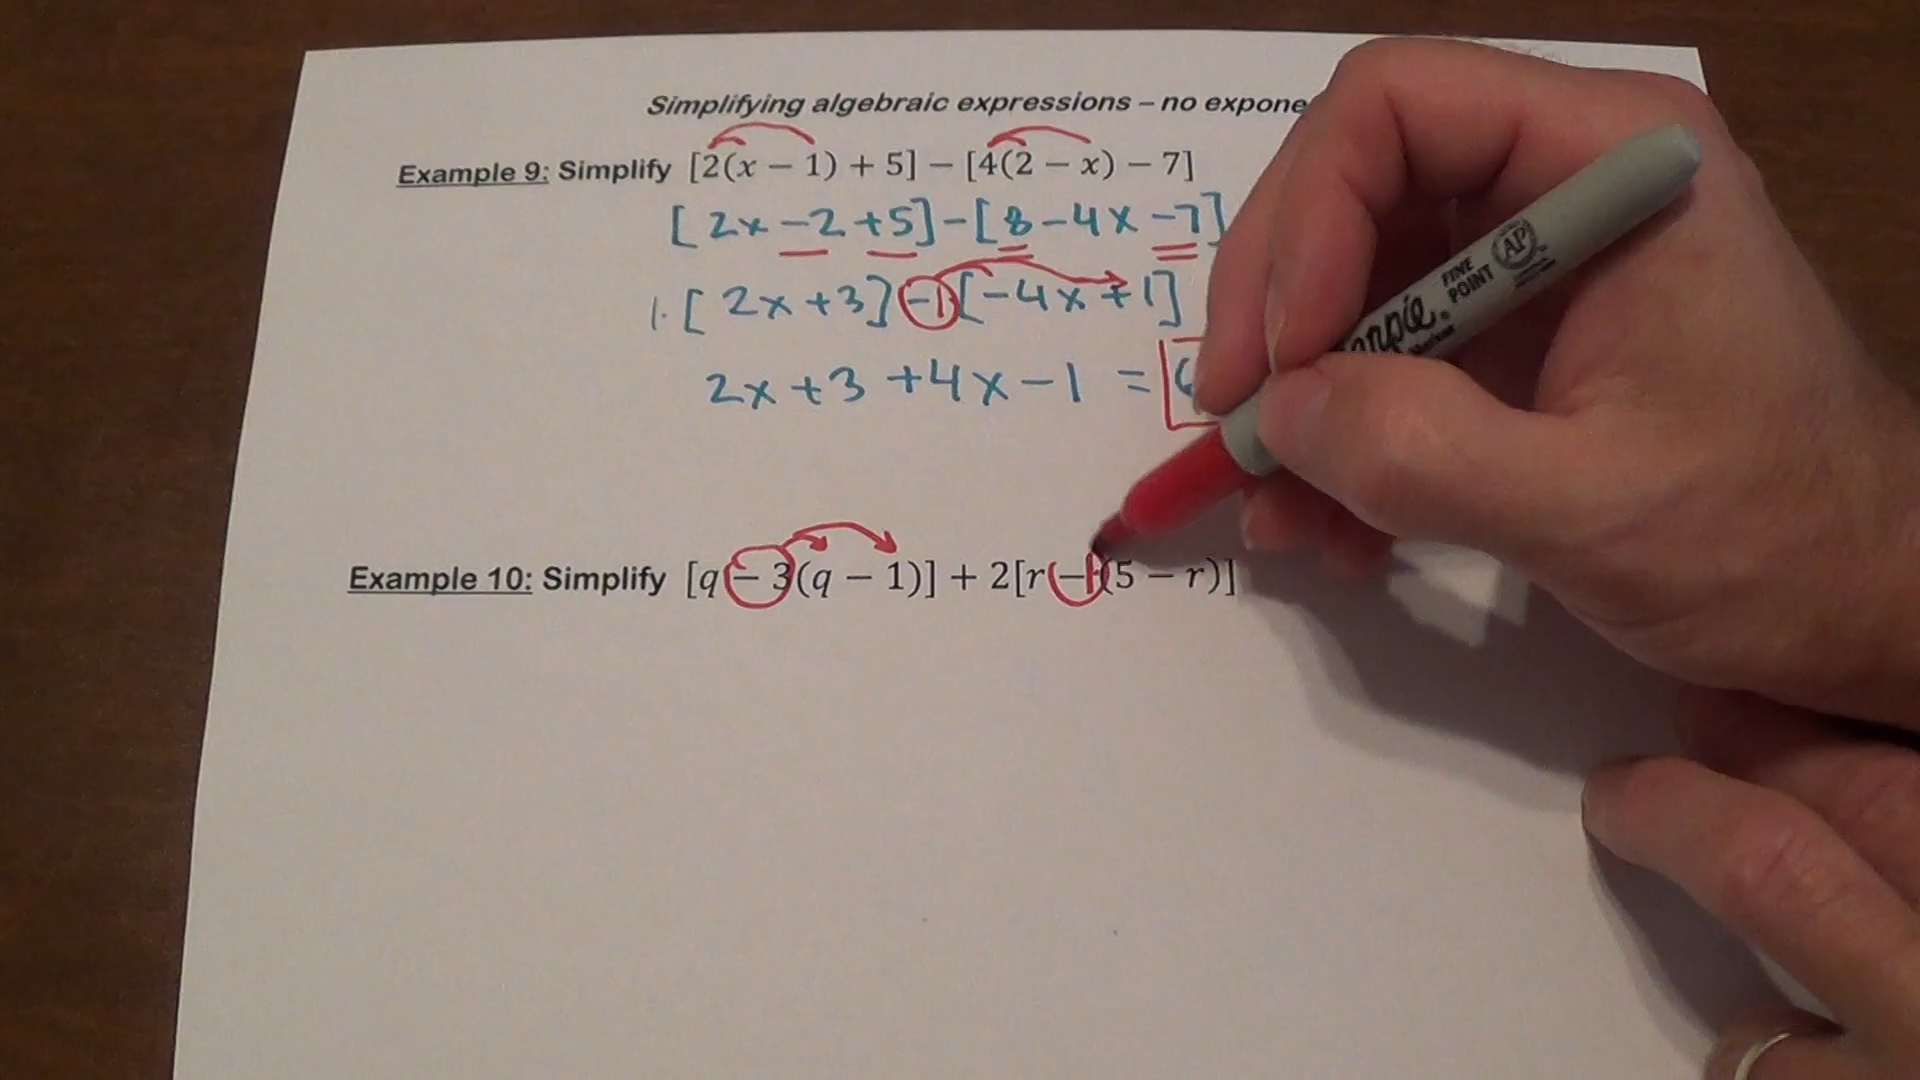 Simplifying algebraic expressions – no
Example 9: Simplify [2(x − 1) + 5] − [4(2 − x) − 7]
[ 2x − 2 + 5 ] − [ 8 − 4x − 7 ]
1. [ 2x + 3 ] −1 [ −4x + 1 ]
2x + 3 + 4x − 1 =
Example 10: Simplify [q − 3(q − 1)] + 2[r −1(5 − r)]
FINE
POINT
AP